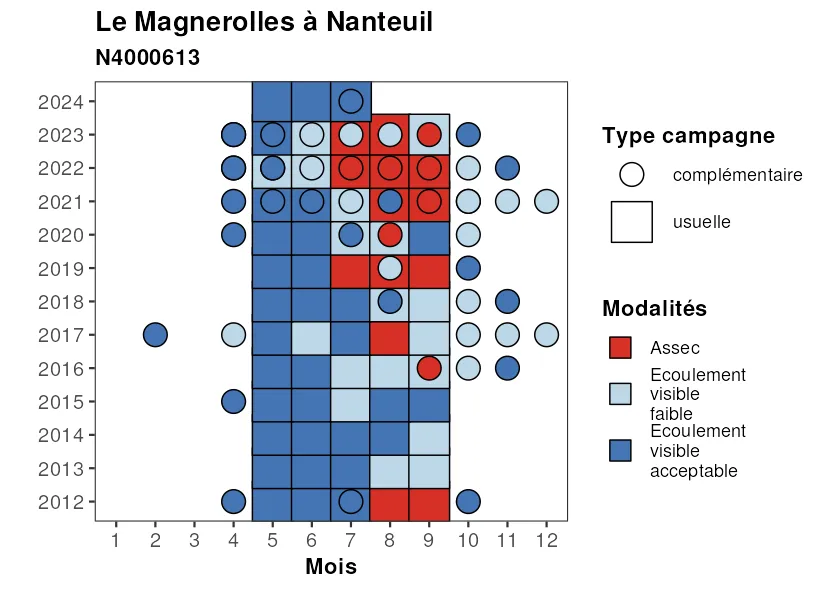 Le Magnerolles à Nanteuil
N4000613
2024
2023
2022
2021
2020
2019
2018
2017
2016
2015
2014
2013
2012
1 2 3 4 5 6 7 8 9 10 11 12
Mois
Type campagne
complémentaire
usuelle
Modalités
Assec
Ecoulement
visible
faible
Ecoulement
visible
acceptable